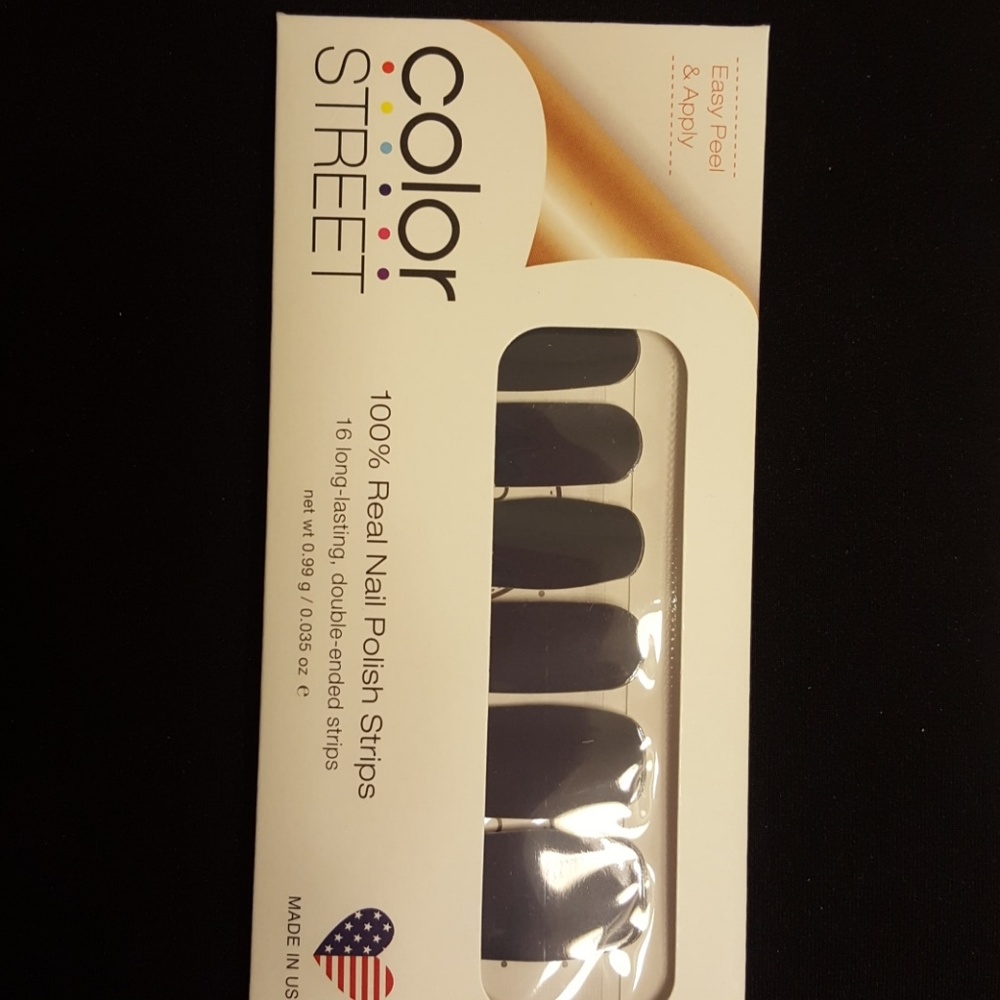 Easy Peel
& Apply
color
STREET
100% Real Nail Polish Strips
16 long-lasting, double-ended strips
net wt 0.99 g / 0.035 oz ℮
MADE IN US